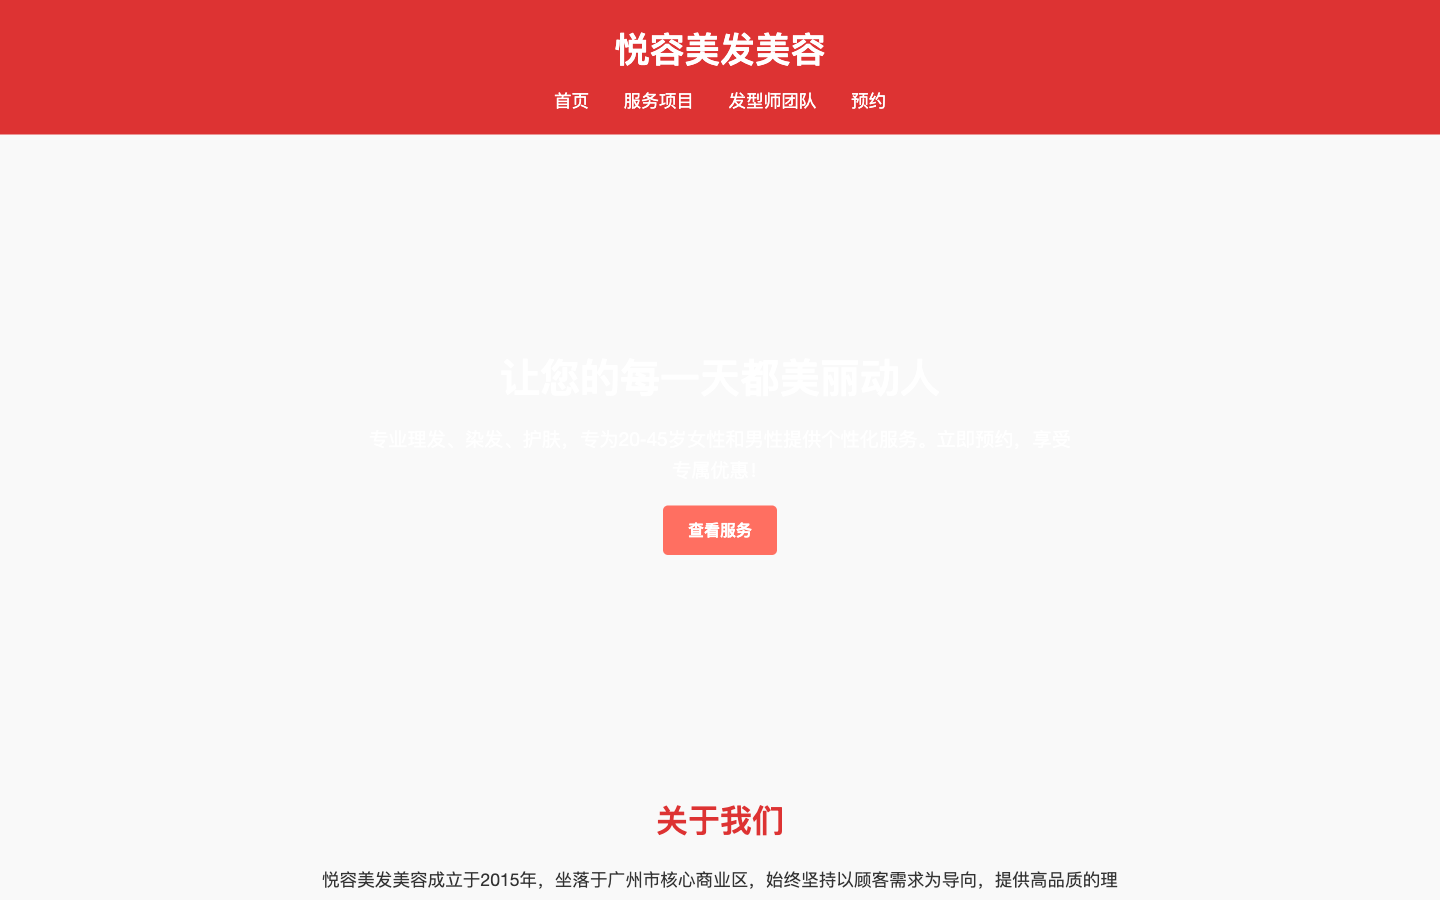 悦容美发美容
首页 服务项目 发型师团队 预约
让您的每一天都美丽动人
专业理发、染发、护肤，专为20-45岁女性和男性提供个性化服务。立即预约，享受
专属优惠！
查看服务
关于我们
悦容美发美容成立于2015年，坐落于广州市核心商业区，始终坚持以顾客需求为导向，提供高品质的理